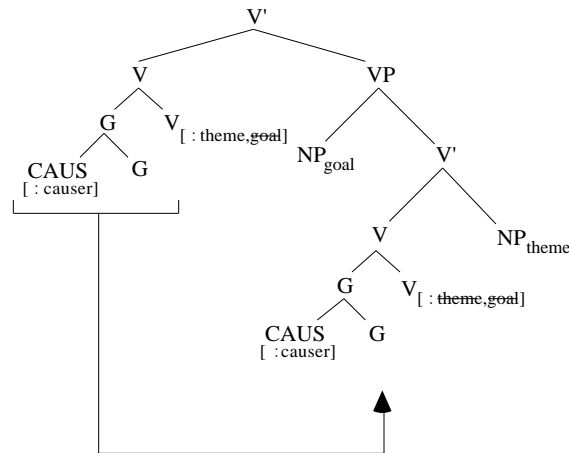 V'
V VP
G V[ : theme,goal]
NPgoal V'
CAUS G
[ : causer]
V NPtheme
G V[ : theme,goal]
CAUS G
[ :causer]